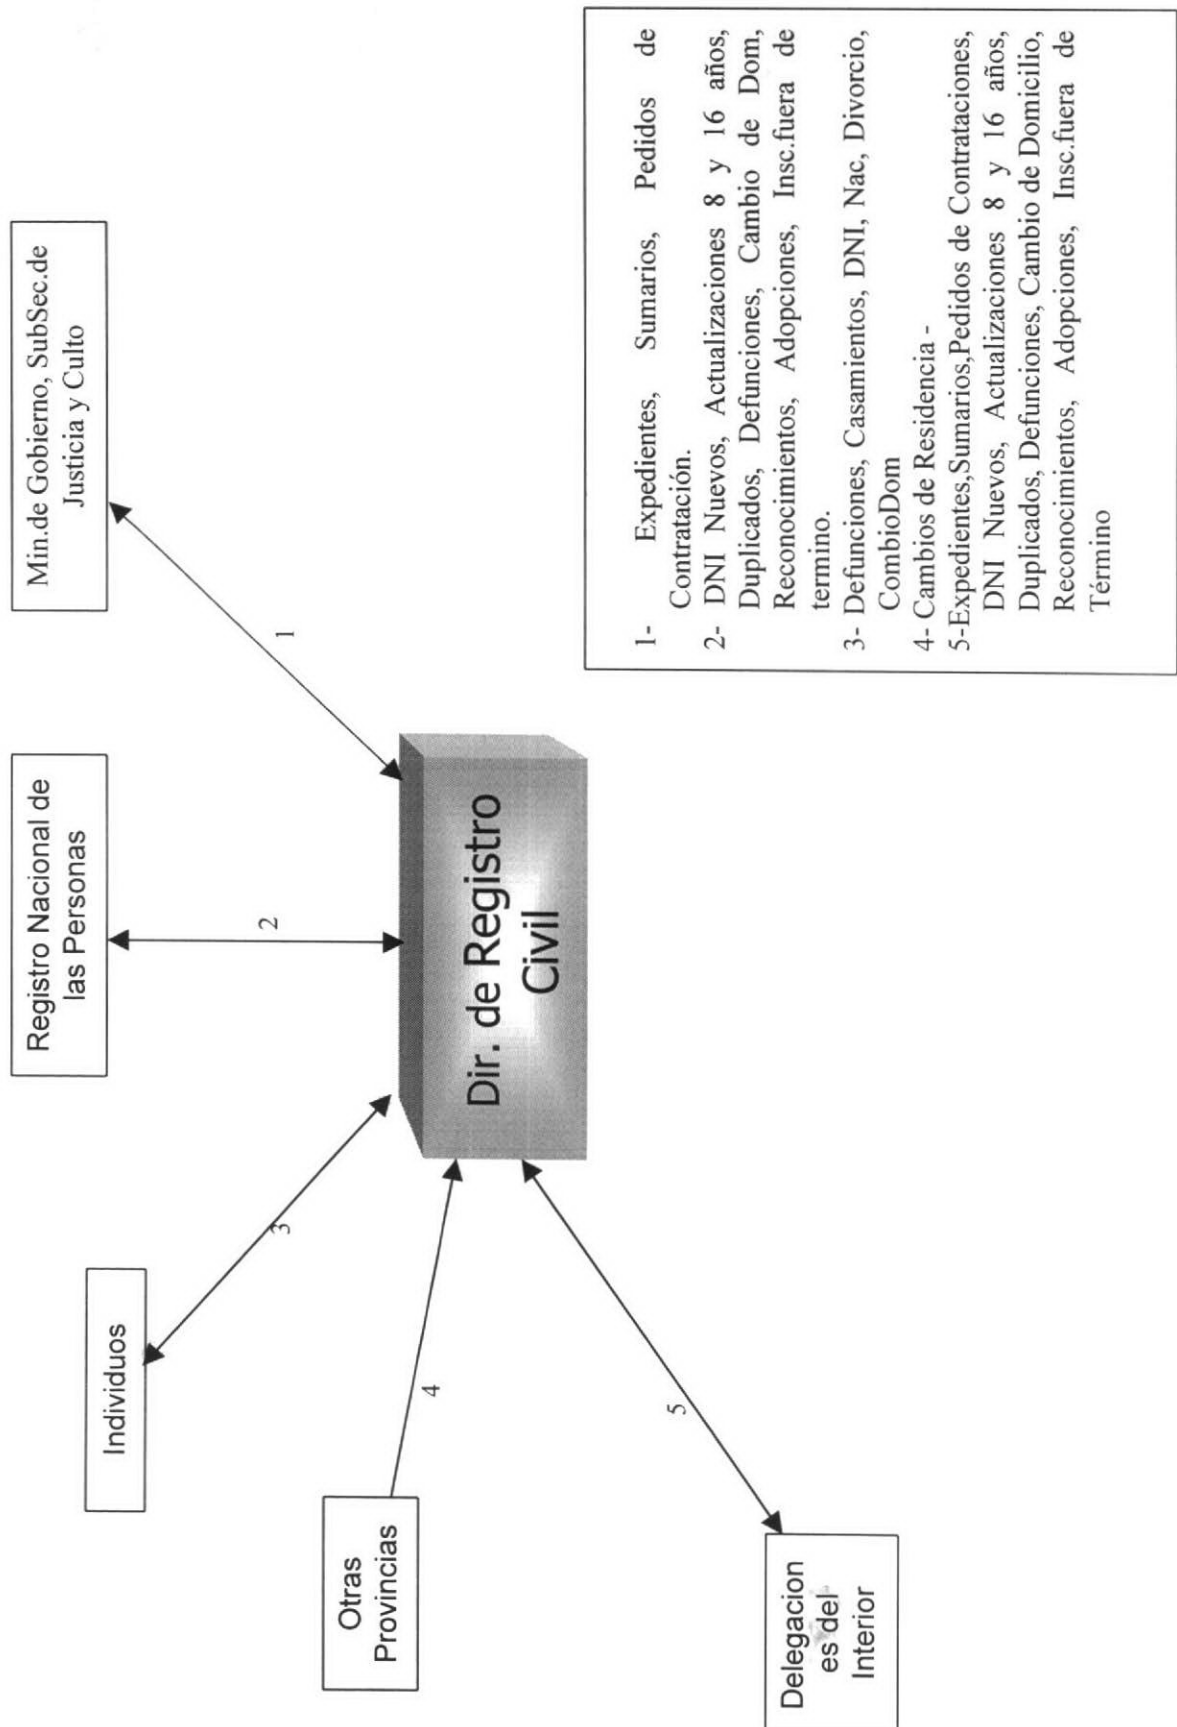 Min.de Gobierno, SubSec.de
Justicia y Culto
Registro Nacional de
las Personas
Individuos
Otras
Provincias
Delegacion
es del
Interior
1
2
3
4
5
Dir. de Registro
Civil
1- Expedientes, Sumarios, Pedidos de
Contratación.
2- DNI Nuevos, Actualizaciones 8 y 16 años,
Duplicados, Defunciones, Cambio de Dom,
Reconocimientos, Adopciones, Insc.fuera de
termino.
3- Defunciones, Casamientos, DNI, Nac, Divorcio,
CombioDom
4- Cambios de Residencia -
5-Expedientes,Sumarios,Pedidos de Contrataciones,
DNI Nuevos, Actualizaciones 8 y 16 años,
Duplicados, Defunciones, Cambio de Domicilio,
Reconocimientos, Adopciones, Insc.fuera de
Término